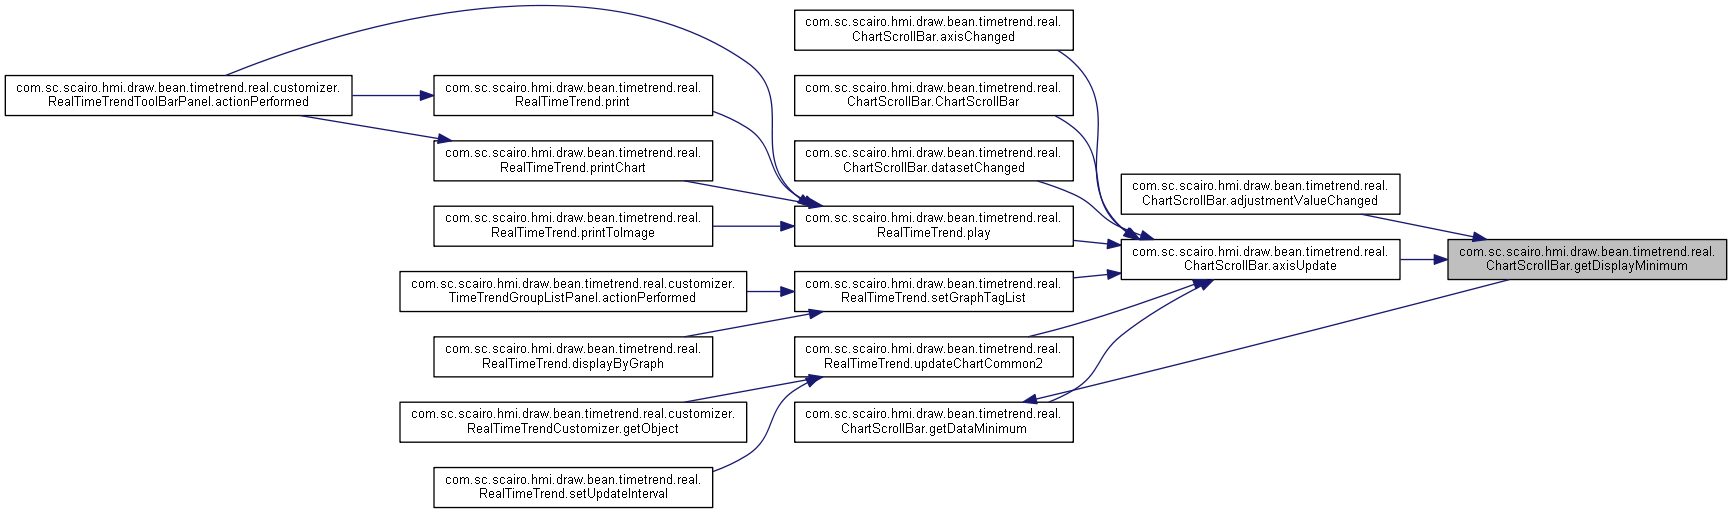 com.sc.scairo.hmi.draw.bean.timetrend.real.
ChartScrollBar.axisChanged
com.sc.scairo.hmi.draw.bean.timetrend.real.customizer.
RealTimeTrendToolBarPanel.actionPerformed
com.sc.scairo.hmi.draw.bean.timetrend.real.
RealTimeTrend.print
com.sc.scairo.hmi.draw.bean.timetrend.real.
ChartScrollBar.ChartScrollBar
com.sc.scairo.hmi.draw.bean.timetrend.real.
RealTimeTrend.printChart
com.sc.scairo.hmi.draw.bean.timetrend.real.
ChartScrollBar.datasetChanged
com.sc.scairo.hmi.draw.bean.timetrend.real.
ChartScrollBar.adjustmentValueChanged
com.sc.scairo.hmi.draw.bean.timetrend.real.
RealTimeTrend.printToImage
com.sc.scairo.hmi.draw.bean.timetrend.real.
RealTimeTrend.play
com.sc.scairo.hmi.draw.bean.timetrend.real.
ChartScrollBar.axisUpdate
com.sc.scairo.hmi.draw.bean.timetrend.real.
ChartScrollBar.getDisplayMinimum
com.sc.scairo.hmi.draw.bean.timetrend.real.customizer.
TimeTrendGroupListPanel.actionPerformed
com.sc.scairo.hmi.draw.bean.timetrend.real.
RealTimeTrend.setGraphTagList
com.sc.scairo.hmi.draw.bean.timetrend.real.
RealTimeTrend.displayByGraph
com.sc.scairo.hmi.draw.bean.timetrend.real.
RealTimeTrend.updateChartCommon2
com.sc.scairo.hmi.draw.bean.timetrend.real.customizer.
RealTimeTrendCustomizer.getObject
com.sc.scairo.hmi.draw.bean.timetrend.real.
ChartScrollBar.getDataMinimum
com.sc.scairo.hmi.draw.bean.timetrend.real.
RealTimeTrend.setUpdateInterval